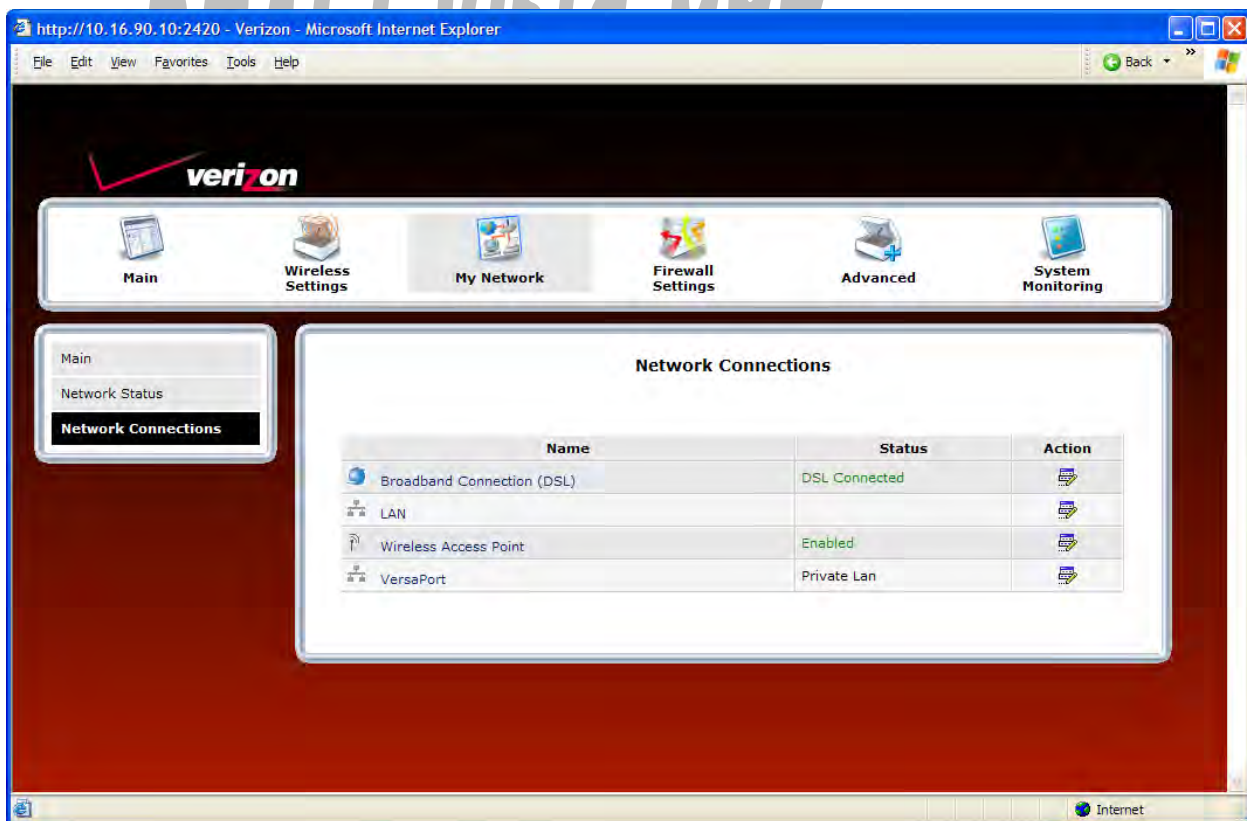 http://10.16.90.10:2420 - Verizon - Microsoft Internet Explorer
File Edit View Favorites Tools Help
Back
»
verizon
Main
Wireless Settings
My Network
Firewall Settings
Advanced
System Monitoring
Main
Network Status
Network Connections
Network Connections
Name Status Action
Broadband Connection (DSL) DSL Connected
LAN
Wireless Access Point Enabled
VersaPort Private Lan
Internet